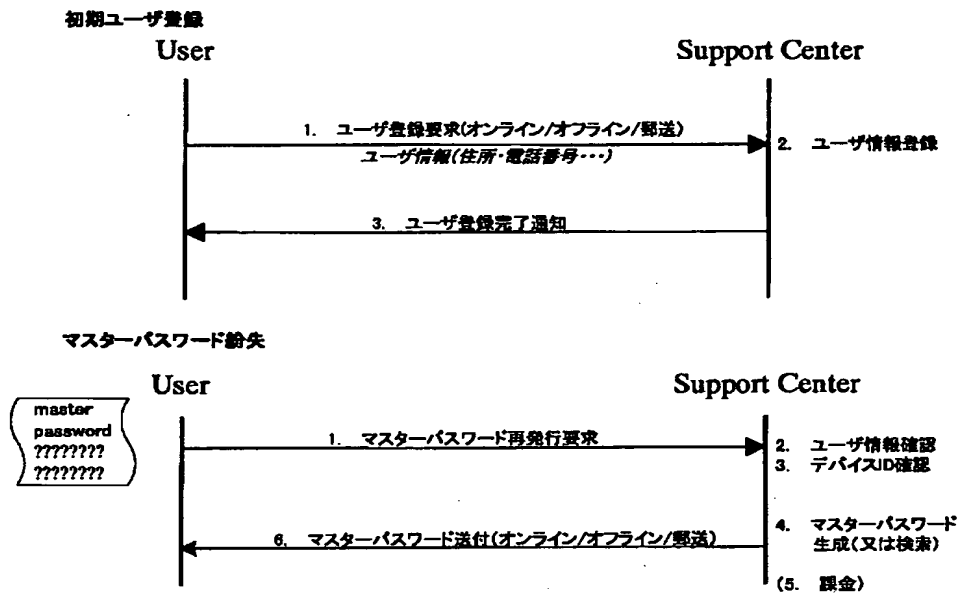 初期ユーザ登録
User
Support Center
1. ユーザ登録要求(オンライン/オフライン/郵送)
ユーザ情報(住所・電話番号・・・)
2. ユーザ情報登録
3. ユーザ登録完了通知
マスターパスワード紛失
User
Support Center
master
password
????????
????????
1. マスターパスワード再発行要求
2. ユーザ情報確認
3. デバイスID確認
4. マスターパスワード
生成(又は検索)
6. マスターパスワード送付(オンライン/オフライン/郵送)
(5. 課金)